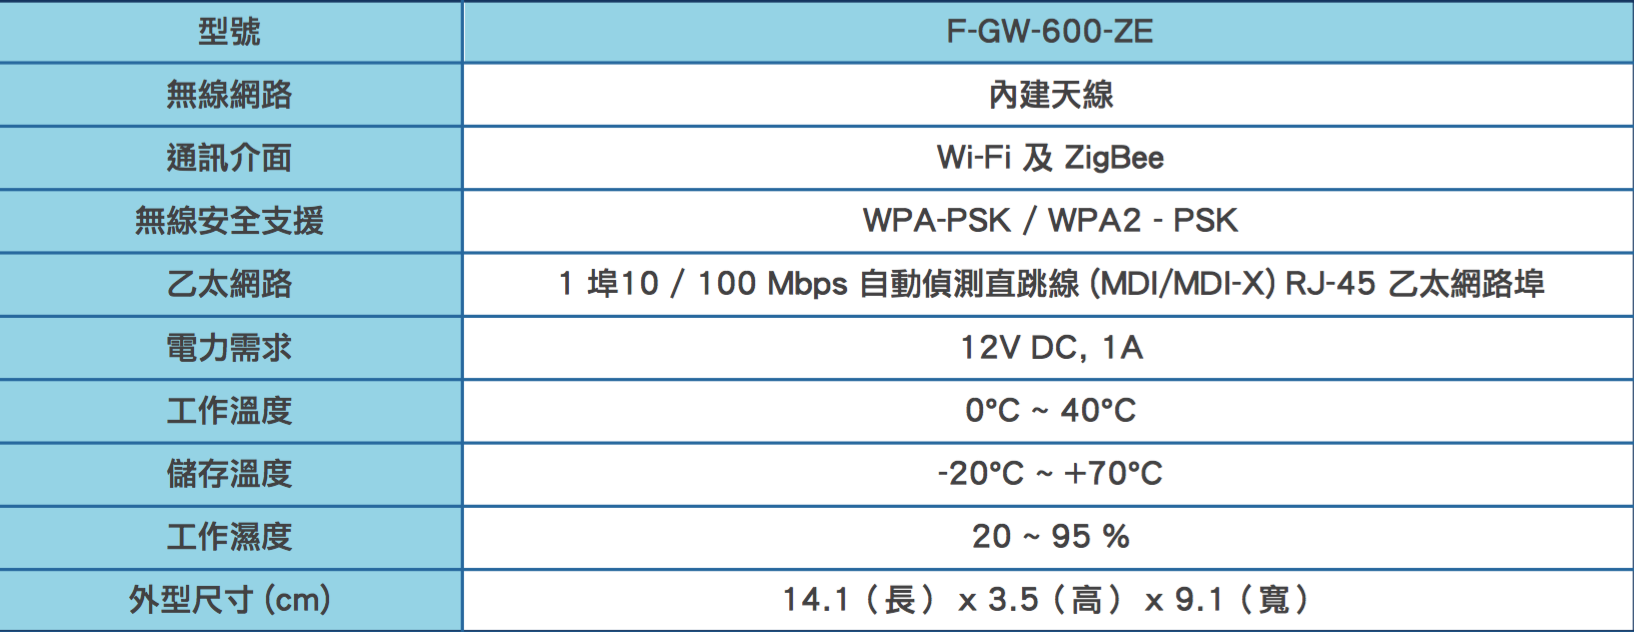 型號 F-GW-600-ZE
無線網路 內建天線
通訊介面 Wi-Fi 及 ZigBee
無線安全支援 WPA-PSK / WPA2 - PSK
乙太網路 1 埠10 / 100 Mbps 自動偵測直跳線 (MDI/MDI-X) RJ-45 乙太網路埠
電力需求 12V DC, 1A
工作溫度 0°C ~ 40°C
儲存溫度 -20°C ~ +70°C
工作濕度 20 ~ 95 %
外型尺寸 (cm) 14.1（長） x 3.5（高） x 9.1（寬）